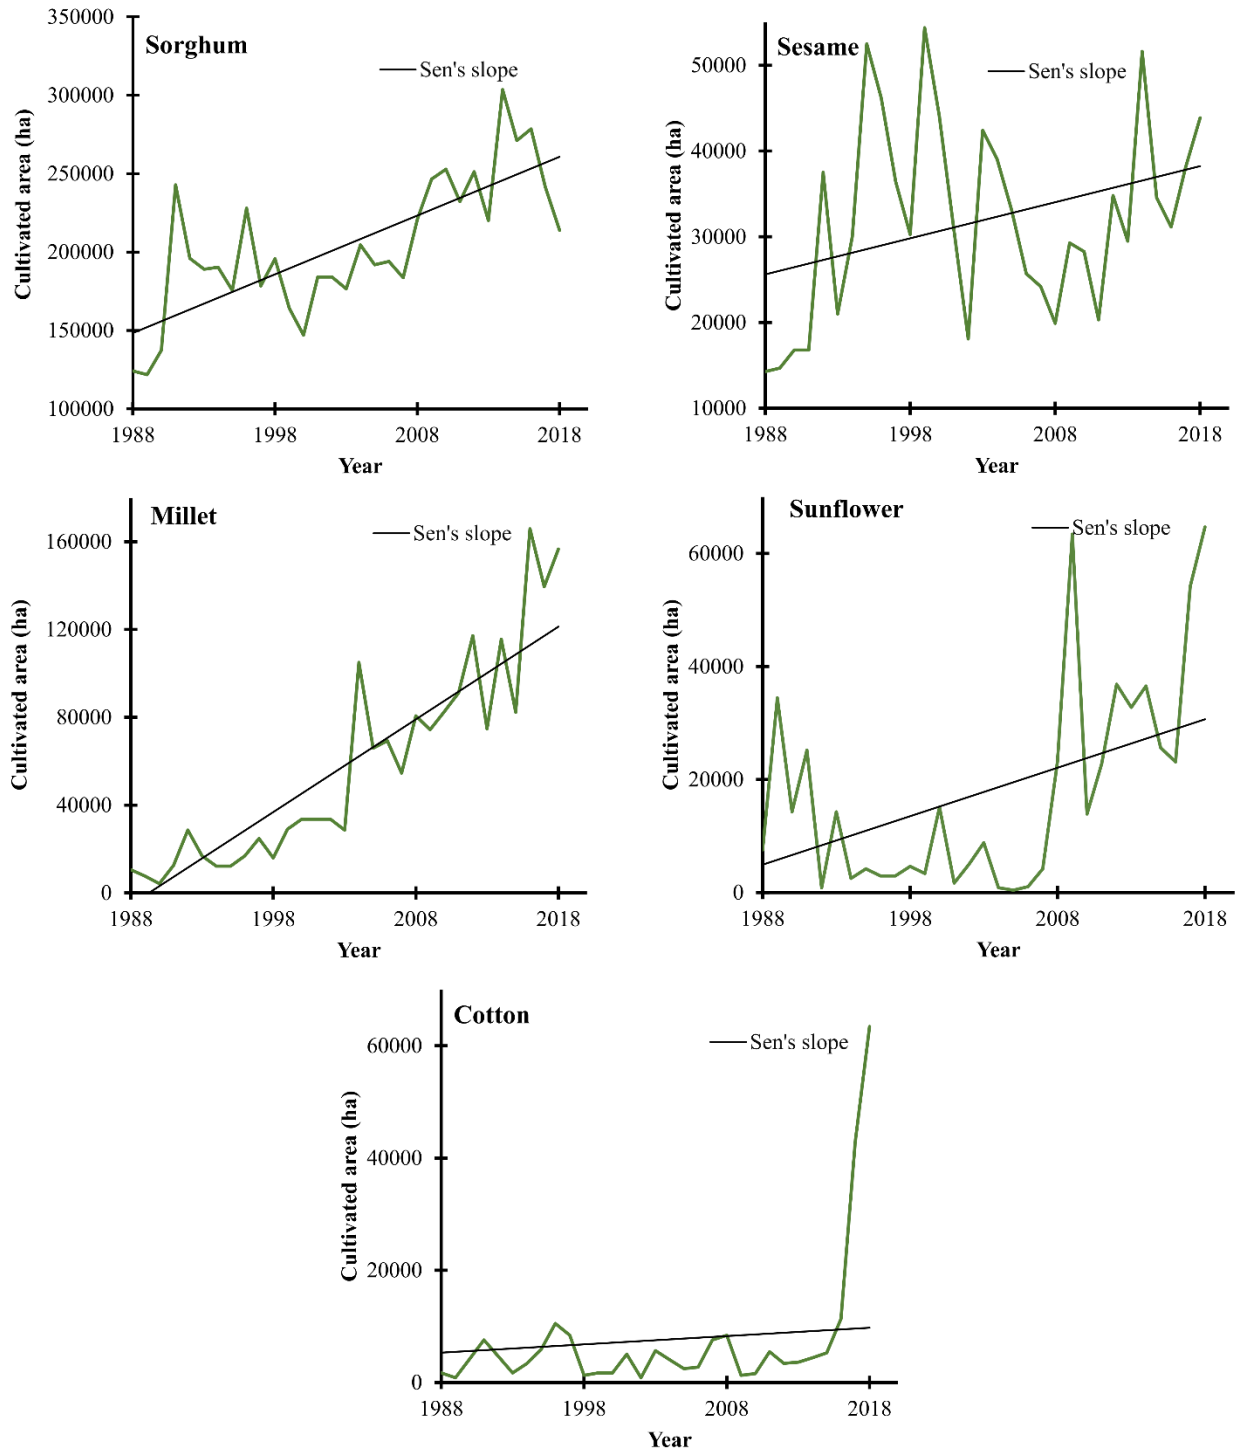 Sorghum
Sen's slope
Cultivated area (ha)
350000
300000
250000
200000
150000
100000
1988 1998 2008 2018
Year
Sesame
Sen's slope
Cultivated area (ha)
50000
40000
30000
20000
10000
1988 1998 2008 2018
Year
Millet
Sen's slope
Cultivated area (ha)
160000
120000
80000
40000
0
1988 1998 2008 2018
Year
Sunflower
Sen's slope
Cultivated area (ha)
60000
40000
20000
0
1988 1998 2008 2018
Year
Cotton
Sen's slope
Cultivated area (ha)
60000
40000
20000
0
1988 1998 2008 2018
Year